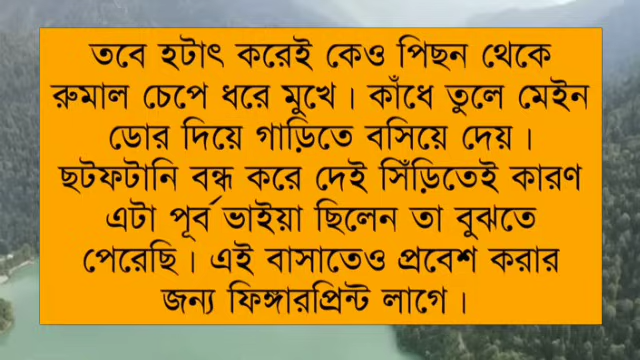 তবে হটাৎ করেই কেও পিছন থেকে
রুমাল চেপে ধরে মুখে। কাঁধে তুলে মেইন
ডোর দিয়ে গাড়িতে বসিয়ে দেয়।
ছটফটানি বন্ধ করে দেই সিঁড়িতেই কারণ
এটা পূর্ব ভাইয়া ছিলেন তা বুঝতে
পেরেছি। এই বাসাতেও প্রবেশ করার
জন্য ফিঙ্গারপ্রিন্ট লাগে।